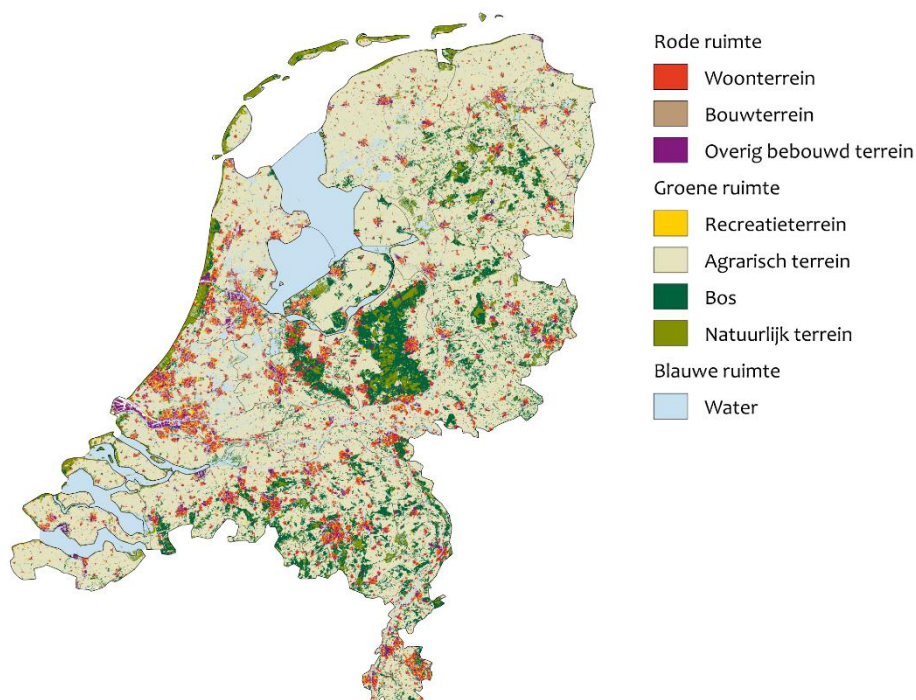 Rode ruimte
Woonterrein
Bouwterrein
Overig bebouwd terrein
Groene ruimte
Recreatieterrein
Agrarisch terrein
Bos
Natuurlijk terrein
Blauwe ruimte
Water